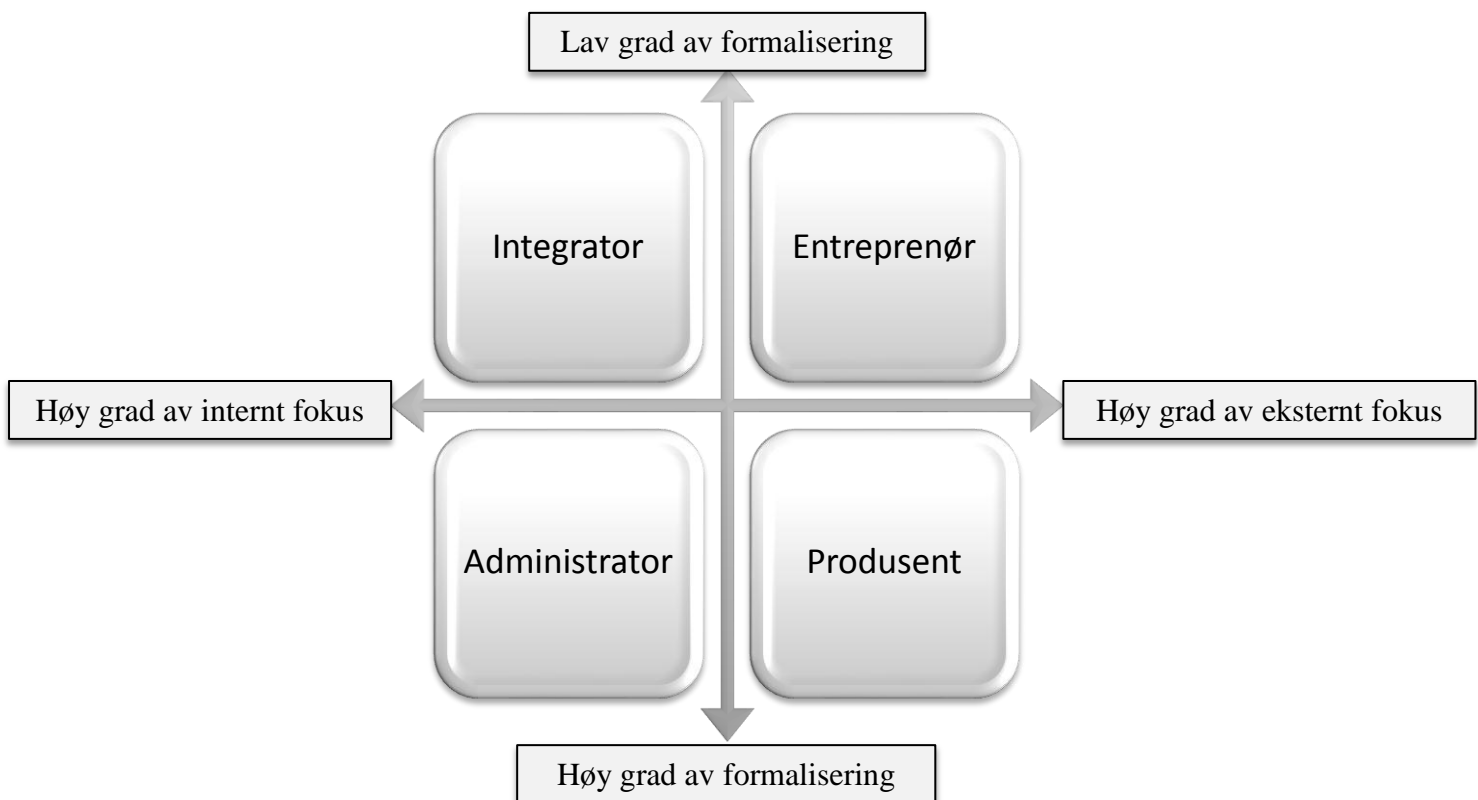 Lav grad av formalisering
Integrator
Entreprenør
Høy grad av internt fokus
Høy grad av eksternt fokus
Administrator
Produsent
Høy grad av formalisering